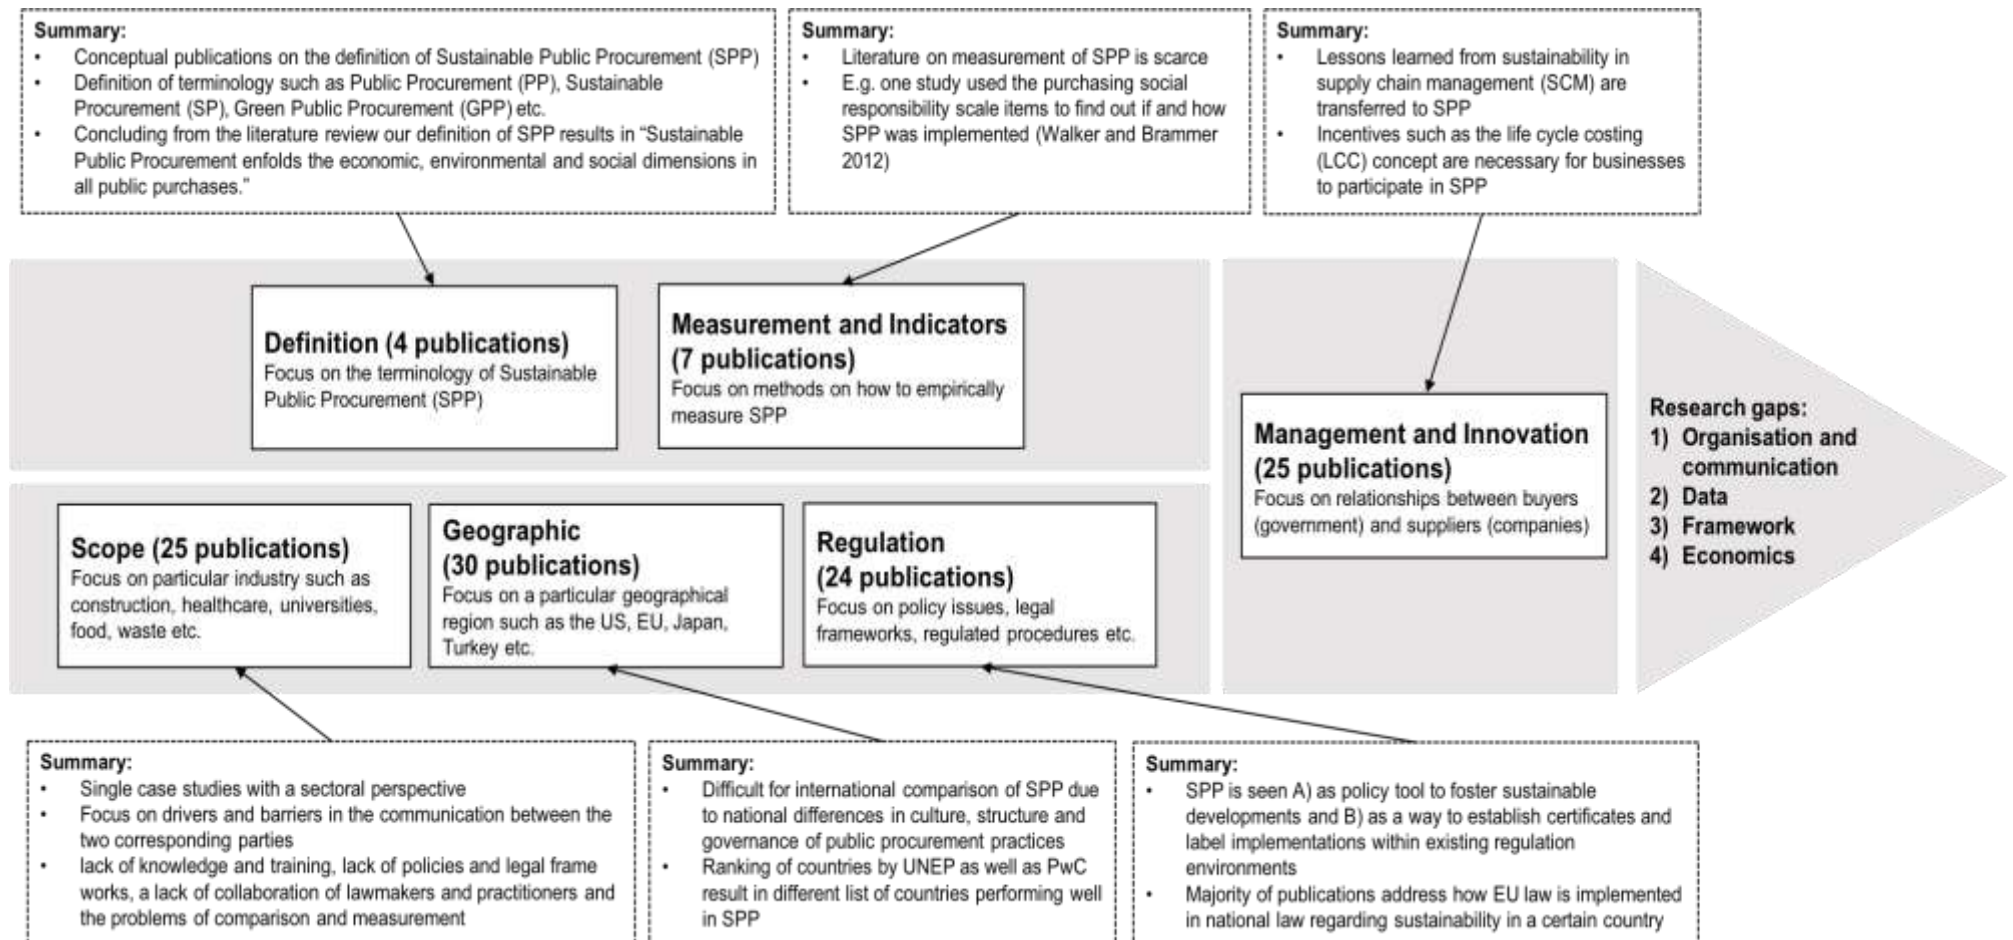 Summary:
• Conceptual publications on the definition of Sustainable Public Procurement (SPP)
• Definition of terminology such as Public Procurement (PP), Sustainable
Procurement (SP), Green Public Procurement (GPP) etc.
• Concluding from the literature review our definition of SPP results in “Sustainable
Public Procurement enfolds the economic, environmental and social dimensions in
all public purchases.”
Summary:
• Literature on measurement of SPP is scarce
• E.g. one study used the purchasing social
responsibility scale items to find out if and how
SPP was implemented (Walker and Brammer
2012)
Summary:
• Lessons learned from sustainability in
supply chain management (SCM) are
transferred to SPP
• Incentives such as the life cycle costing
(LCC) concept are necessary for businesses
to participate in SPP
Definition (4 publications)
Focus on the terminology of Sustainable
Public Procurement (SPP)
Measurement and Indicators
(7 publications)
Focus on methods on how to empirically
measure SPP
Management and Innovation
(25 publications)
Focus on relationships between buyers
(government) and suppliers (companies)
Research gaps:
1) Organisation and
communication
2) Data
3) Framework
4) Economics
Scope (25 publications)
Focus on particular industry such as
construction, healthcare, universities,
food, waste etc.
Geographic
(30 publications)
Focus on a particular geographical
region such as the US, EU, Japan,
Turkey etc.
Regulation
(24 publications)
Focus on policy issues, legal
frameworks, regulated procedures etc.
Summary:
• Single case studies with a sectoral perspective
• Focus on drivers and barriers in the communication between the
two corresponding parties
• lack of knowledge and training, lack of policies and legal frame
works, a lack of collaboration of lawmakers and practitioners and
the problems of comparison and measurement
Summary:
• Difficult for international comparison of SPP due
to national differences in culture, structure and
governance of public procurement practices
• Ranking of countries by UNEP as well as PwC
result in different list of countries performing well
in SPP
Summary:
• SPP is seen A) as policy tool to foster sustainable
developments and B) as a way to establish certificates and
label implementations within existing regulation
environments
• Majority of publications address how EU law is implemented
in national law regarding sustainability in a certain country